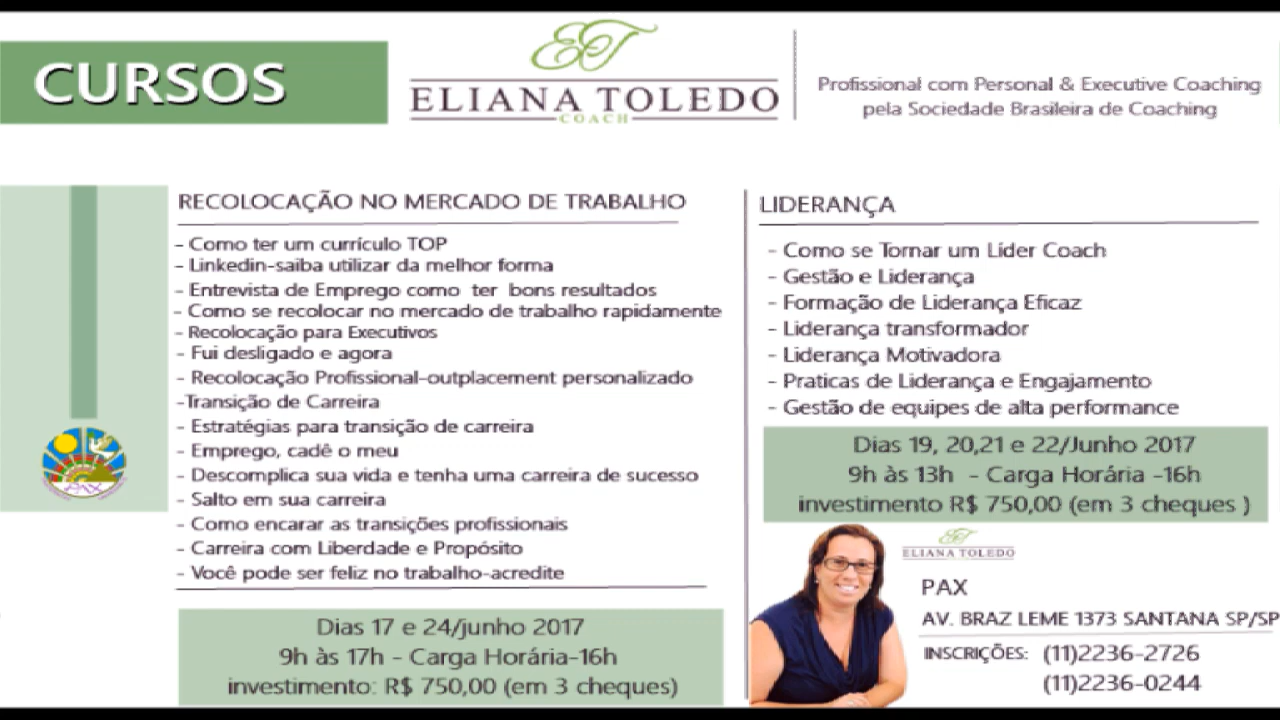 CURSOS
ET
ELIANA TOLEDO
COACH
Profissional com Personal & Executive Coaching
pela Sociedade Brasileira de Coaching
RECOLOCAÇÃO NO MERCADO DE TRABALHO
- Como ter um currículo TOP
- Linkedin-saiba utilizar da melhor forma
- Entrevista de Emprego como ter bons resultados
- Como se recolocar no mercado de trabalho rapidamente
- Recolocação para Executivos
- Fui desligado e agora
- Recolocação Profissional-outplacement personalizado
-Transição de Carreira
- Estratégias para transição de carreira
- Emprego, cadê o meu
- Descomplica sua vida e tenha uma carreira de sucesso
- Salto em sua carreira
- Como encarar as transições profissionais
- Carreira com Liberdade e Propósito
- Você pode ser feliz no trabalho-acredite
Dias 17 e 24/junho 2017
9h às 17h - Carga Horária-16h
investimento: R$ 750,00 (em 3 cheques)
LIDERANÇA
- Como se Tornar um Líder Coach
- Gestão e Liderança
- Formação de Liderança Eficaz
- Liderança transformador
- Liderança Motivadora
- Praticas de Liderança e Engajamento
- Gestão de equipes de alta performance
Dias 19, 20,21 e 22/Junho 2017
9h às 13h - Carga Horária -16h
investimento R$ 750,00 (em 3 cheques )
ET
ELIANA TOLEDO
PAX
AV. BRAZ LEME 1373 SANTANA SP/SP
INSCRIÇÕES: (11)2236-2726
(11)2236-0244
PAX